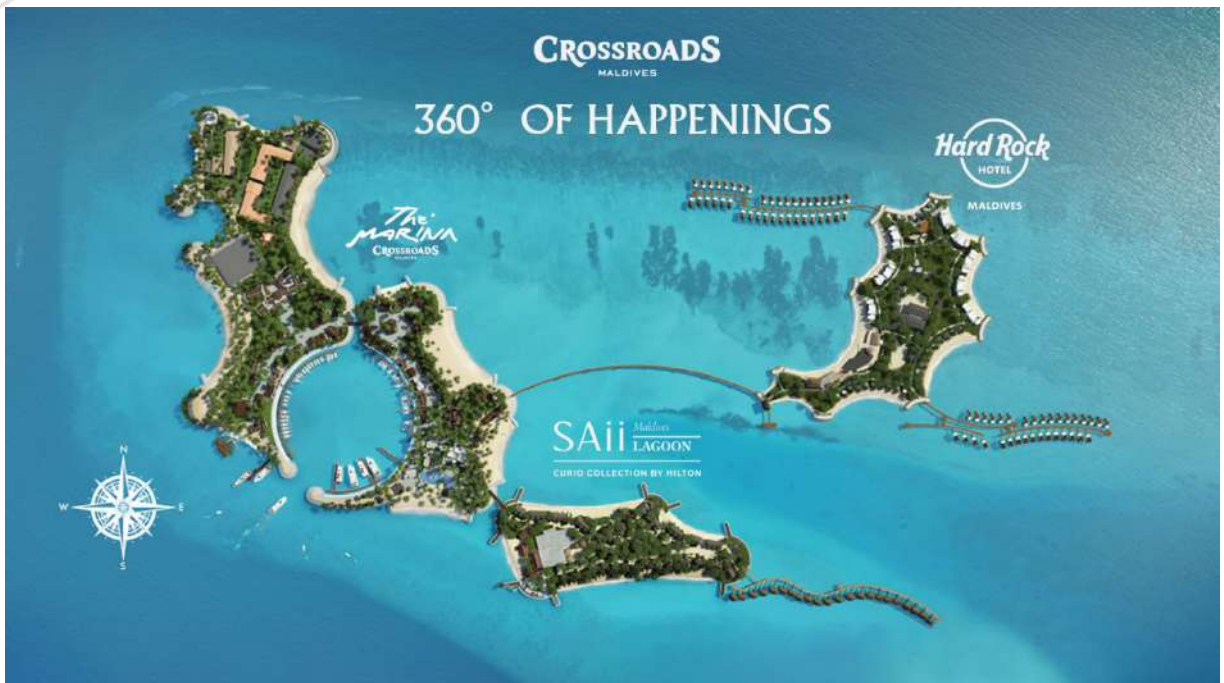 CROSSROADS
MALDIVES
360° OF HAPPENINGS
Hard Rock
HOTEL
MALDIVES
The
MARINA
CROSSROADS
MALDIVES
SAii Maldives
LAGOON
CURIO COLLECTION BY HILTON
N
W E
S